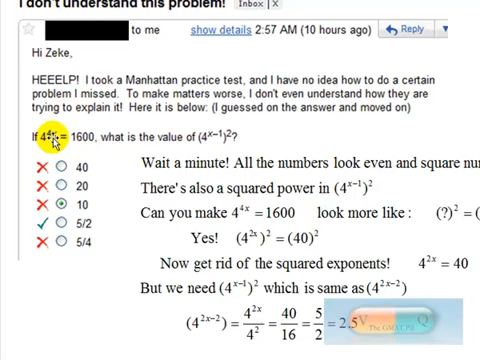 I don't understand this problem! Inbox | X
to me show details 2:57 AM (10 hours ago) Reply
Hi Zeke,
HEEELP! I took a Manhattan practice test, and I have no idea how to do a certain
problem I missed. To make matters worse, I don't even understand how they are
trying to explain it! Here it is below: (I guessed on the answer and moved on)
If 4^4x = 1600, what is the value of (4^x–1)^2?
40
20
10
5/2
5/4
Wait a minute! All the numbers look even and square
There's also a squared power in (4^x−1)^2
Can you make 4^4x = 1600 look more like : (?)^2 = (
Yes! (4^2x)^2 = (40)^2
Now get rid of the squared exponents! 4^2x = 40
But we need (4^x−1)^2 which is same as (4^2x−2)
(4^2x−2) = 4^2x/4^2 = 40/16 = 5/2 = 2.5
The GMAT Pill
V Q